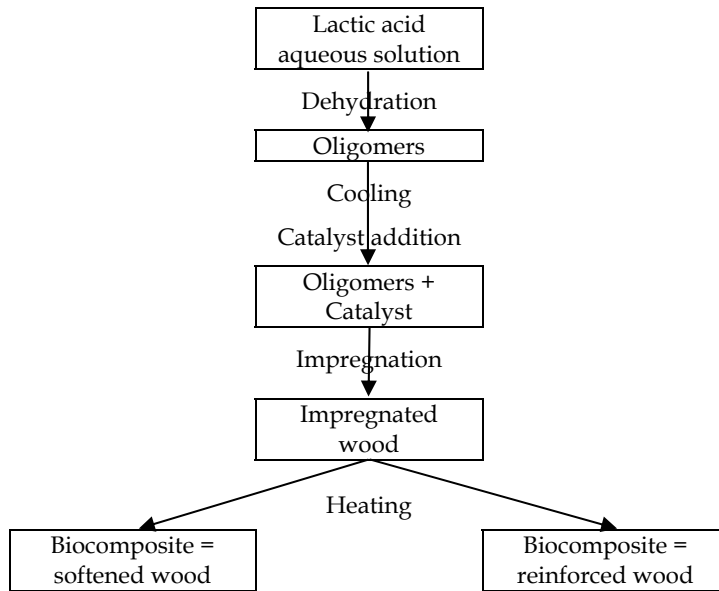 Lactic acid
aqueous solution
Dehydration
Oligomers
Cooling
Catalyst addition
Oligomers +
Catalyst
Impregnation
Impregnated
wood
Heating
Biocomposite =
softened wood
Biocomposite =
reinforced wood